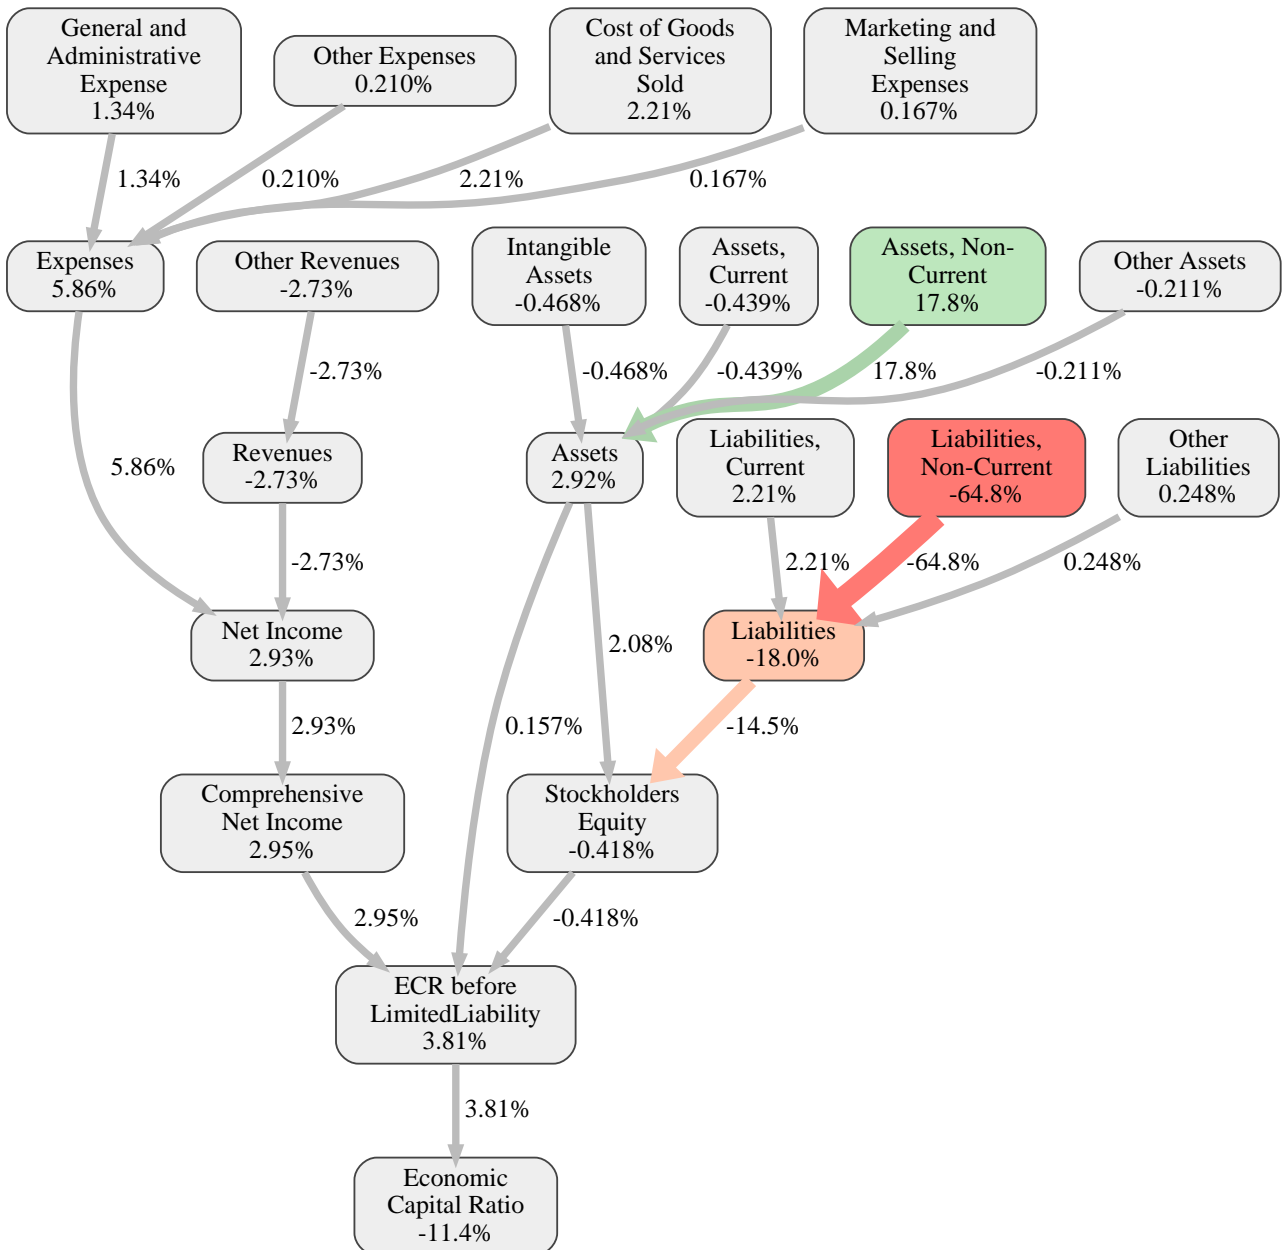 General and
Administrative
Expense
1.34%
Other Expenses
0.210%
Cost of Goods
and Services
Sold
2.21%
Marketing and
Selling
Expenses
0.167%
1.34%
0.210%
2.21%
0.167%
Expenses
5.86%
Other Revenues
-2.73%
Intangible
Assets
-0.468%
Assets,
Current
-0.439%
Assets, Non-
Current
17.8%
Other Assets
-0.211%
-2.73%
-0.468%
-0.439%
17.8%
-0.211%
5.86%
Revenues
-2.73%
Assets
2.92%
Liabilities,
Current
2.21%
Liabilities,
Non-Current
-64.8%
Other
Liabilities
0.248%
-2.73%
2.21%
-64.8%
0.248%
Net Income
2.93%
2.08%
Liabilities
-18.0%
2.93%
0.157%
-14.5%
Comprehensive
Net Income
2.95%
Stockholders
Equity
-0.418%
2.95%
-0.418%
ECR before
LimitedLiability
3.81%
3.81%
Economic
Capital Ratio
-11.4%